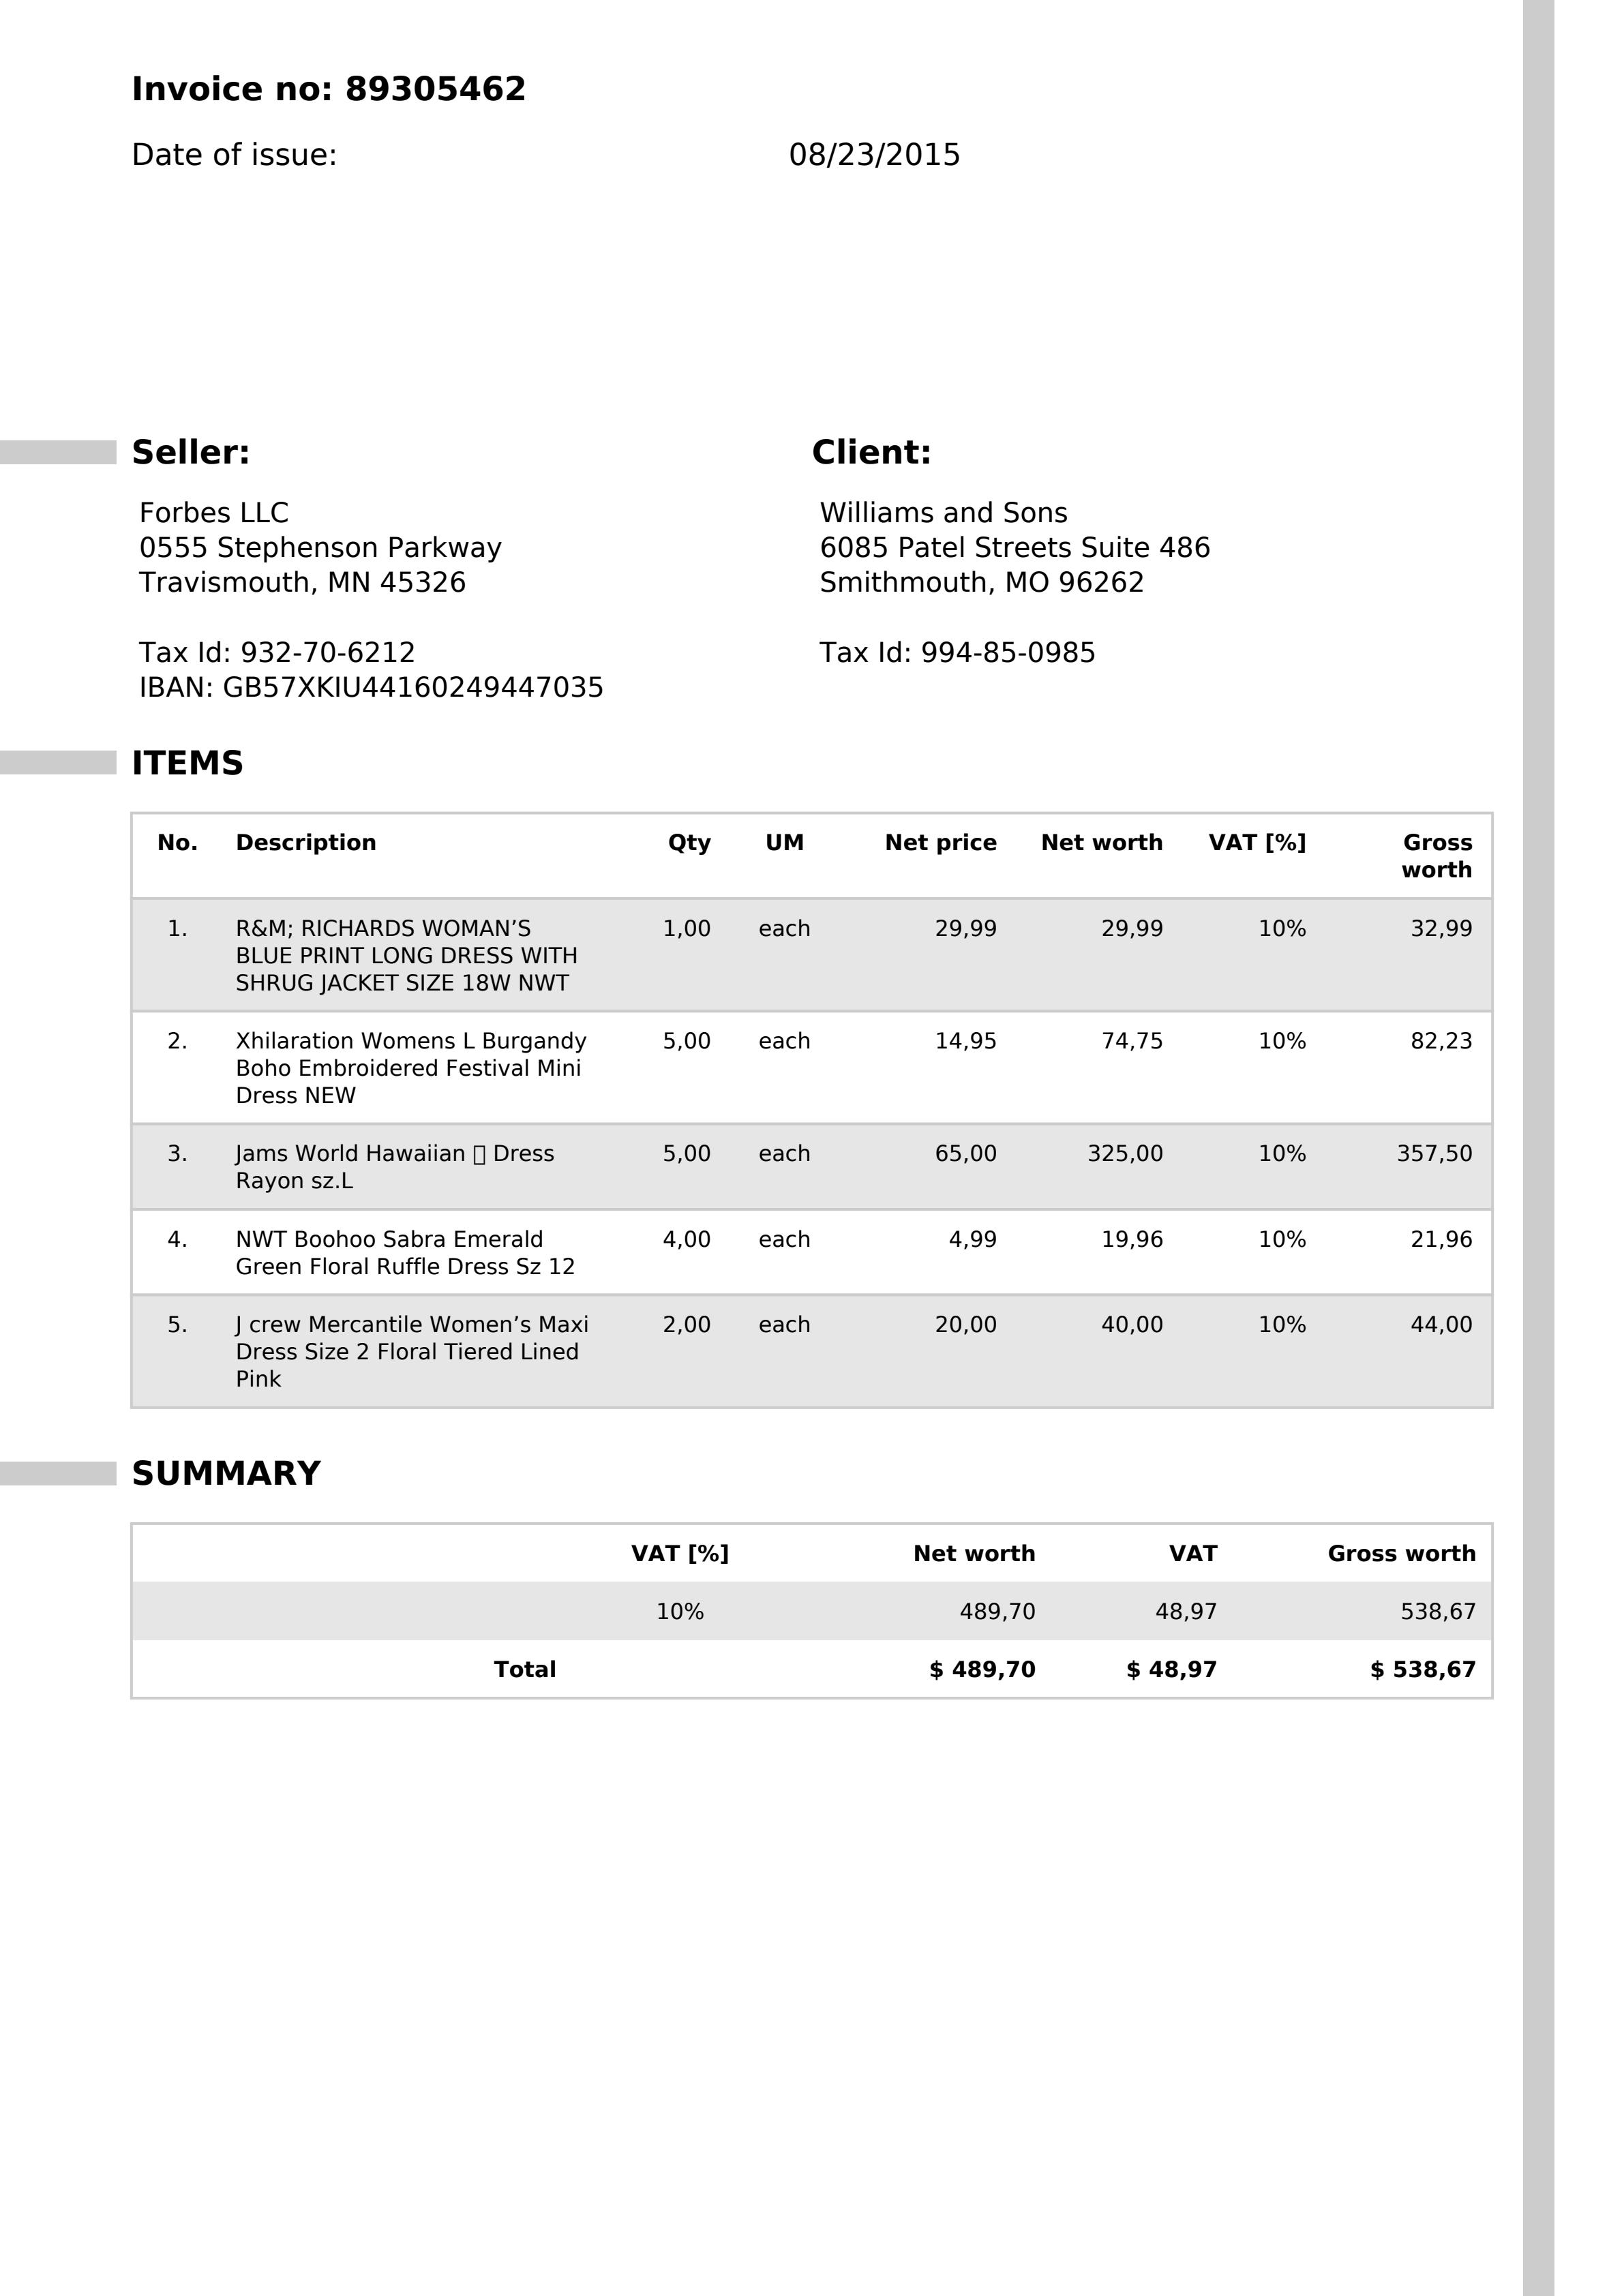 Invoice no: 89305462
Date of issue: 08/23/2015
Seller:
Forbes LLC
0555 Stephenson Parkway
Travismouth, MN 45326
Tax Id: 932-70-6212
IBAN: GB57XKIU44160249447035
Client:
Williams and Sons
6085 Patel Streets Suite 486
Smithmouth, MO 96262
Tax Id: 994-85-0985
ITEMS
No. Description Qty UM Net price Net worth VAT [%] Gross
worth
1. R&M; RICHARDS WOMAN’S 1,00 each 29,99 29,99 10% 32,99
BLUE PRINT LONG DRESS WITH
SHRUG JACKET SIZE 18W NWT
2. Xhilaration Womens L Burgandy 5,00 each 14,95 74,75 10% 82,23
Boho Embroidered Festival Mini
Dress NEW
3. Jams World Hawaiian ▯ Dress 5,00 each 65,00 325,00 10% 357,50
Rayon sz.L
4. NWT Boohoo Sabra Emerald 4,00 each 4,99 19,96 10% 21,96
Green Floral Ruffle Dress Sz 12
5. J crew Mercantile Women’s Maxi 2,00 each 20,00 40,00 10% 44,00
Dress Size 2 Floral Tiered Lined
Pink
SUMMARY
VAT [%] Net worth VAT Gross worth
10% 489,70 48,97 538,67
Total $ 489,70 $ 48,97 $ 538,67